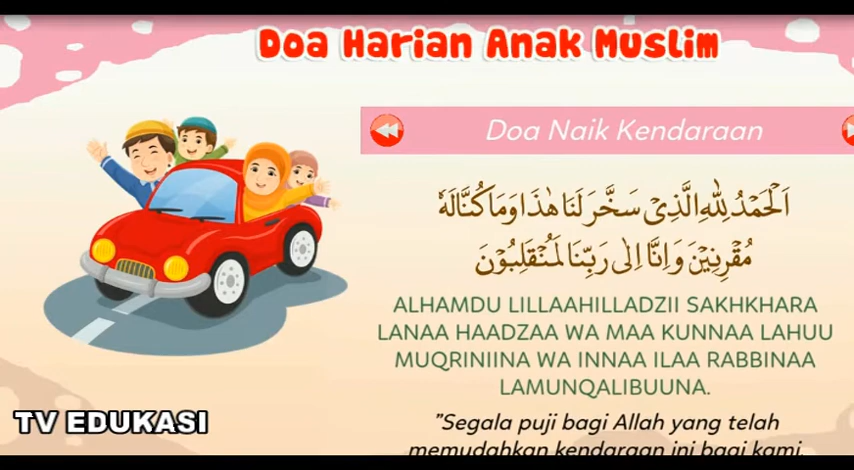 Doa Harian Anak Muslim
Doa Naik Kendaraan
اَلْحَمْدُ لِلّٰهِ الَّذِيْ سَخَّرَ لَنَا هٰذَا وَمَا كُنَّا لَهٗ
مُقْرِنِيْنَ وَاِنَّا اِلٰى رَبِّنَا لَمُنْقَلِبُوْنَ
ALHAMDU LILLAAHILLADZII SAKHKHARA
LANAA HAADZAA WA MAA KUNNAA LAHUU
MUQRINIINA WA INNAA ILAA RABBINAA
LAMUNQALIBUUNA.
"Segala puji bagi Allah yang telah
memudahkan kendaraan ini bagi kami,
TV EDUKASI